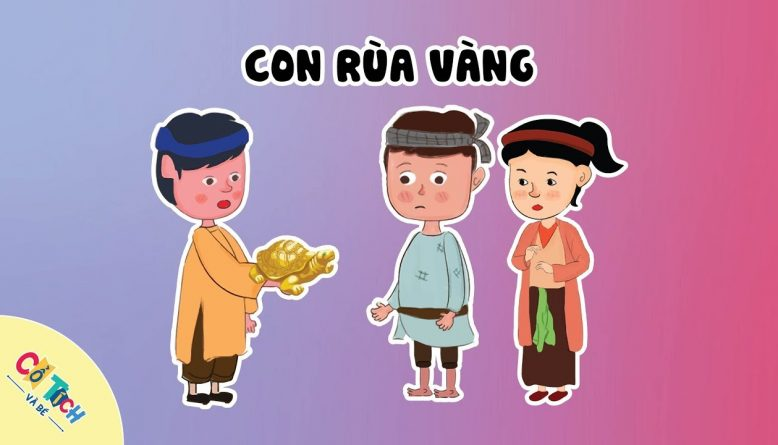 CON RÙA VÀNG
CỔ TÍCH
VÀ BÉ